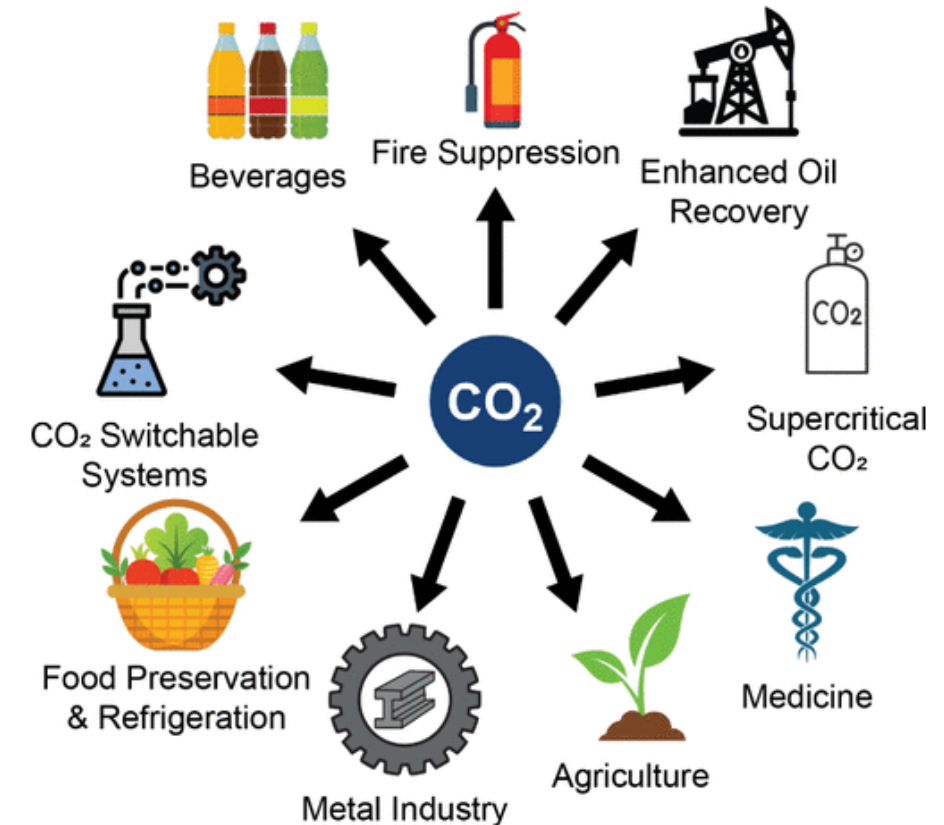 Beverages
Fire Suppression
Enhanced Oil
Recovery
CO₂
Supercritical
CO₂
Medicine
Agriculture
Metal Industry
Food Preservation
& Refrigeration
CO₂ Switchable
Systems
CO₂